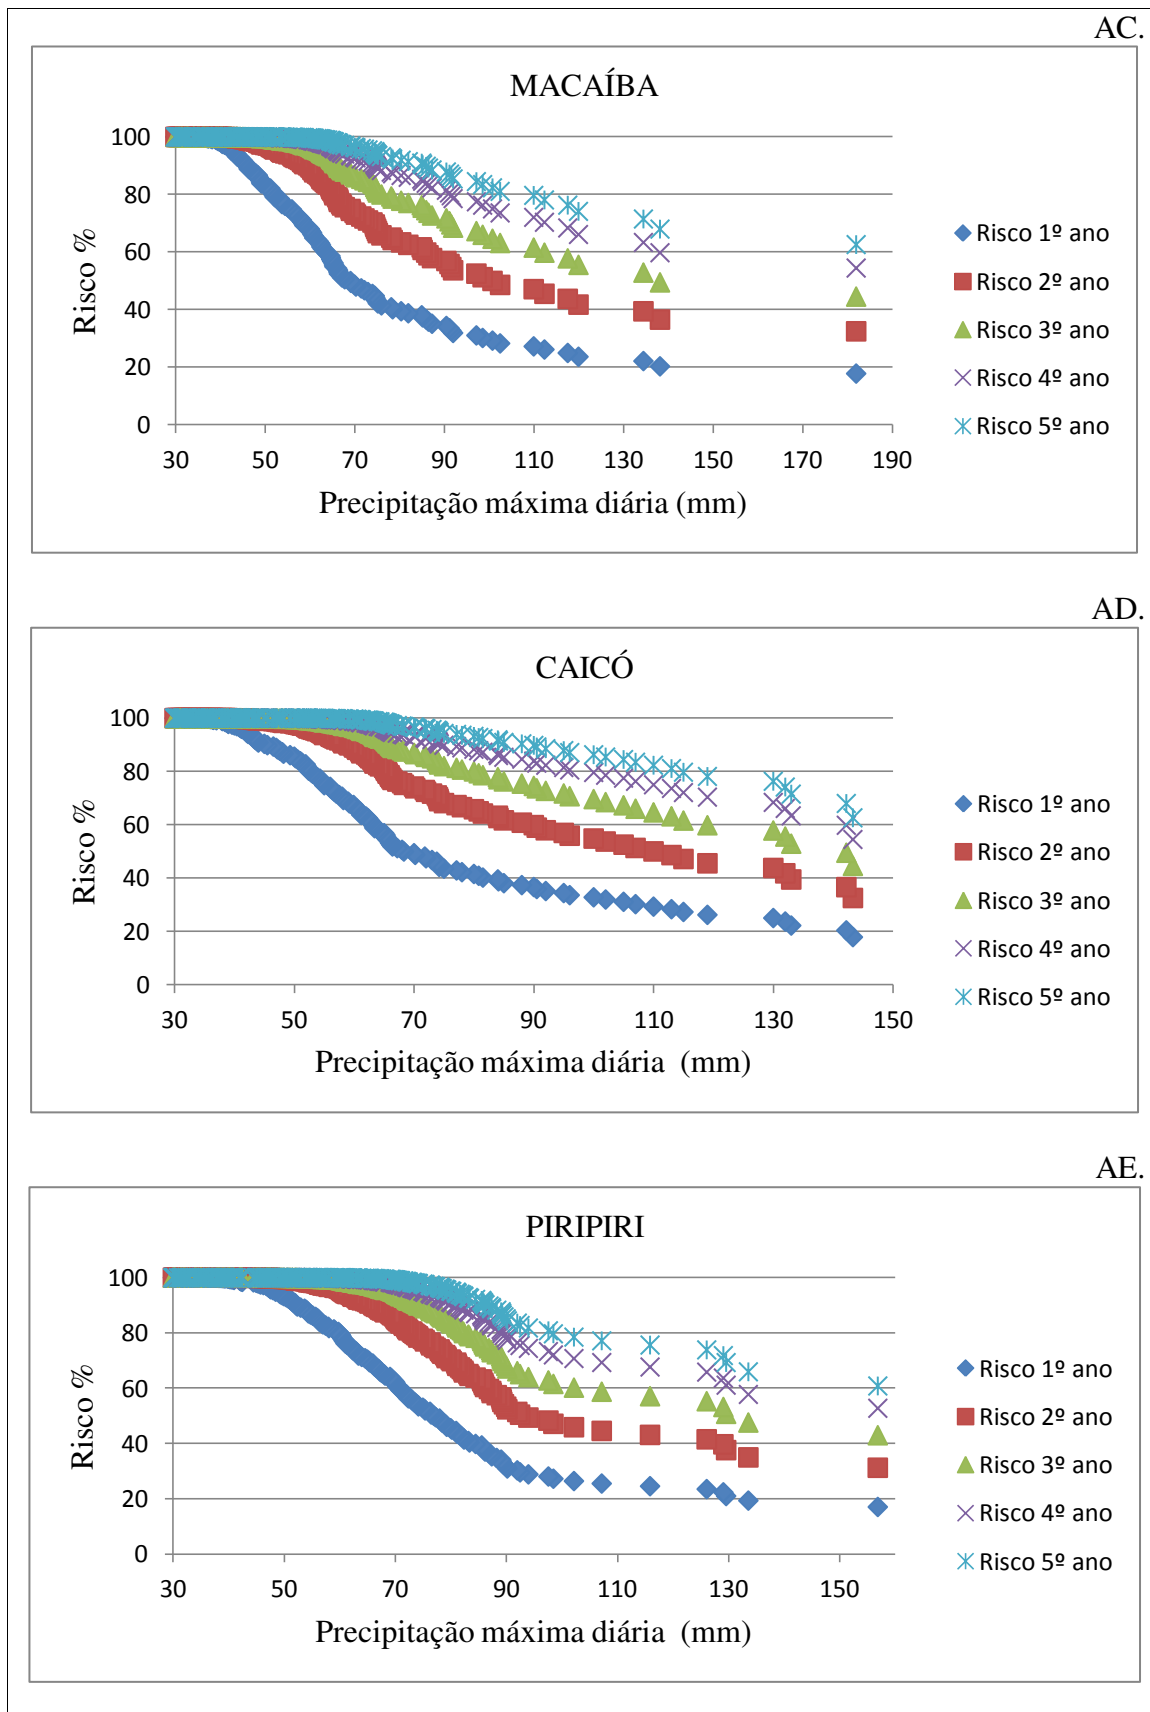 AC.
MACAÍBA
100
80
60
40
20
0
30 50 70 90 110 130 150 170 190
Risco %
Precipitação máxima diária (mm)
Risco 1º ano
Risco 2º ano
Risco 3º ano
Risco 4º ano
Risco 5º ano
AD.
CAICÓ
100
80
60
40
20
0
30 50 70 90 110 130 150
Risco %
Precipitação máxima diária (mm)
Risco 1º ano
Risco 2º ano
Risco 3º ano
Risco 4º ano
Risco 5º ano
AE.
PIRIPIRI
100
80
60
40
20
0
30 50 70 90 110 130 150
Risco %
Precipitação máxima diária (mm)
Risco 1º ano
Risco 2º ano
Risco 3º ano
Risco 4º ano
Risco 5º ano